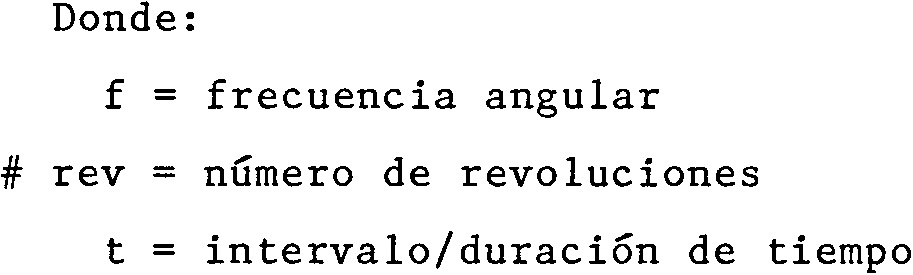 Donde:
f = frecuencia angular
# rev = número de revoluciones
t = intervalo/duración de tiempo